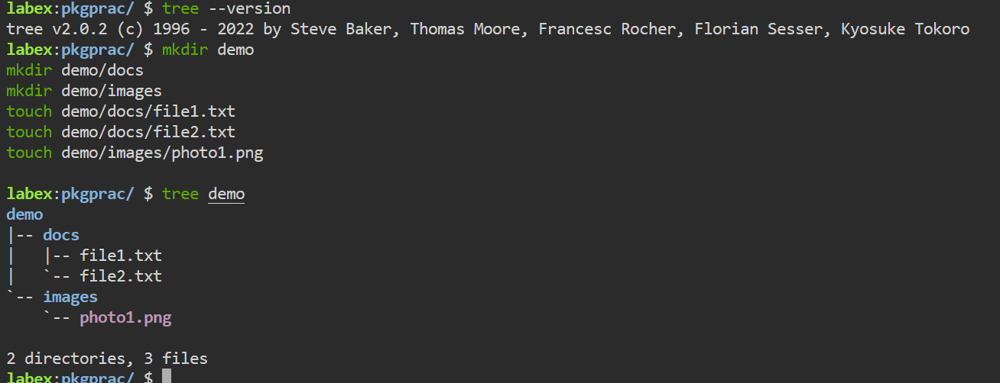 labex:pkgprac/ $ tree --version
tree v2.0.2 (c) 1996 - 2022 by Steve Baker, Thomas Moore, Francesc Rocher, Florian Sesser, Kyosuke Tokoro
labex:pkgprac/ $ mkdir demo
mkdir demo/docs
mkdir demo/images
touch demo/docs/file1.txt
touch demo/docs/file2.txt
touch demo/images/photo1.png
labex:pkgprac/ $ tree demo
demo
|-- docs
|   |-- file1.txt
|   `-- file2.txt
`-- images
    `-- photo1.png
2 directories, 3 files
labex:pkgprac/ $